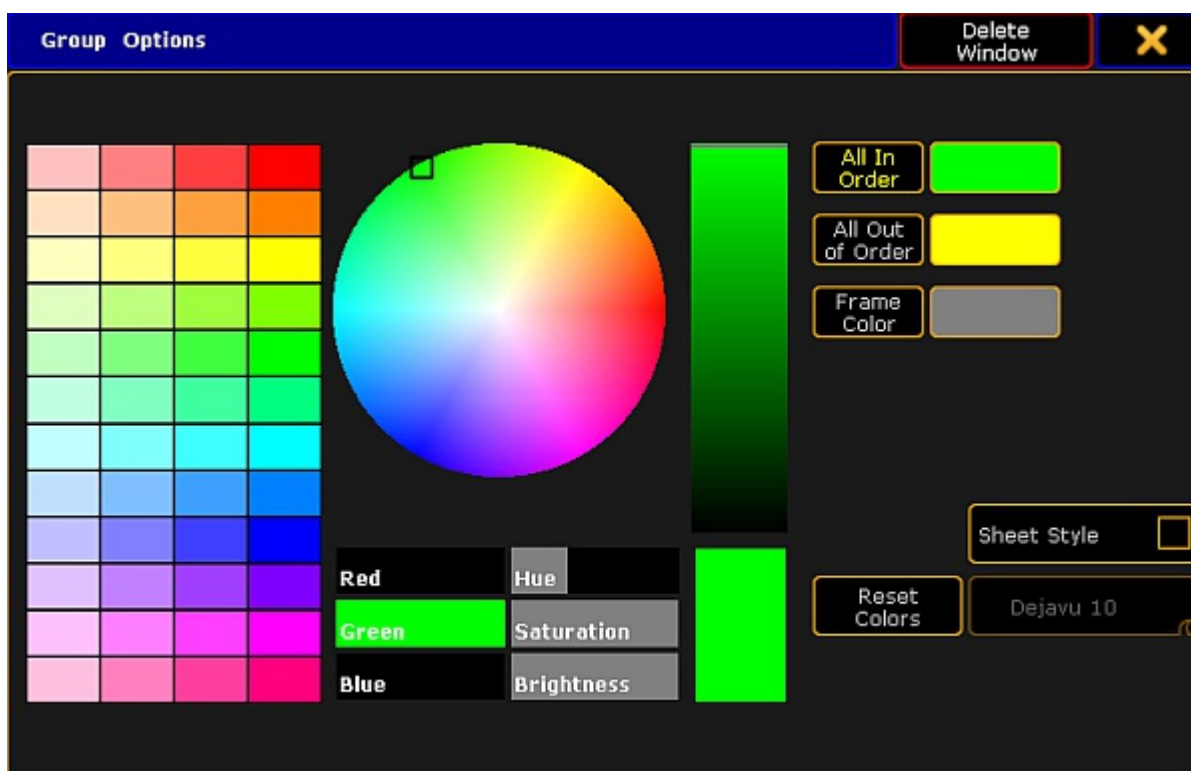 Group Options
Delete
Window
All In
Order
All Out
of Order
Frame
Color
Sheet Style
Red
Hue
Reset
Colors
Dejavu 10
Green
Saturation
Blue
Brightness